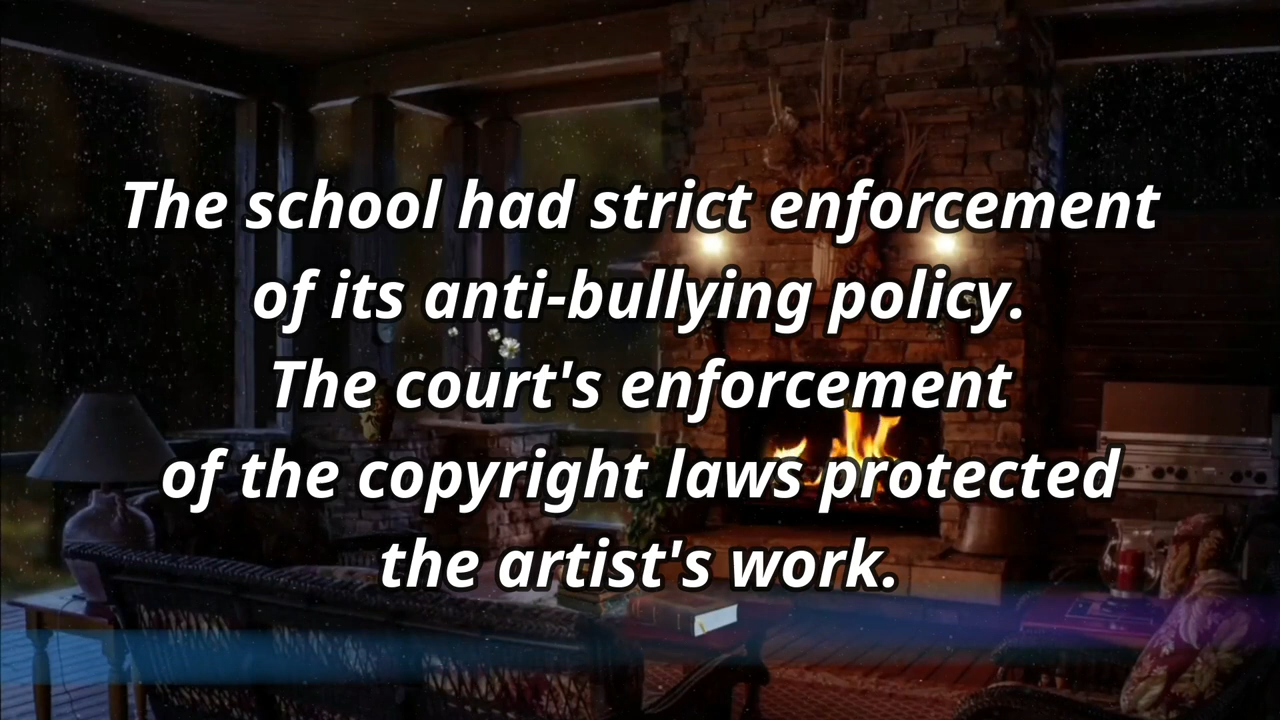 The school had strict enforcement
of its anti-bullying policy.
The court's enforcement
of the copyright laws protected
the artist's work.